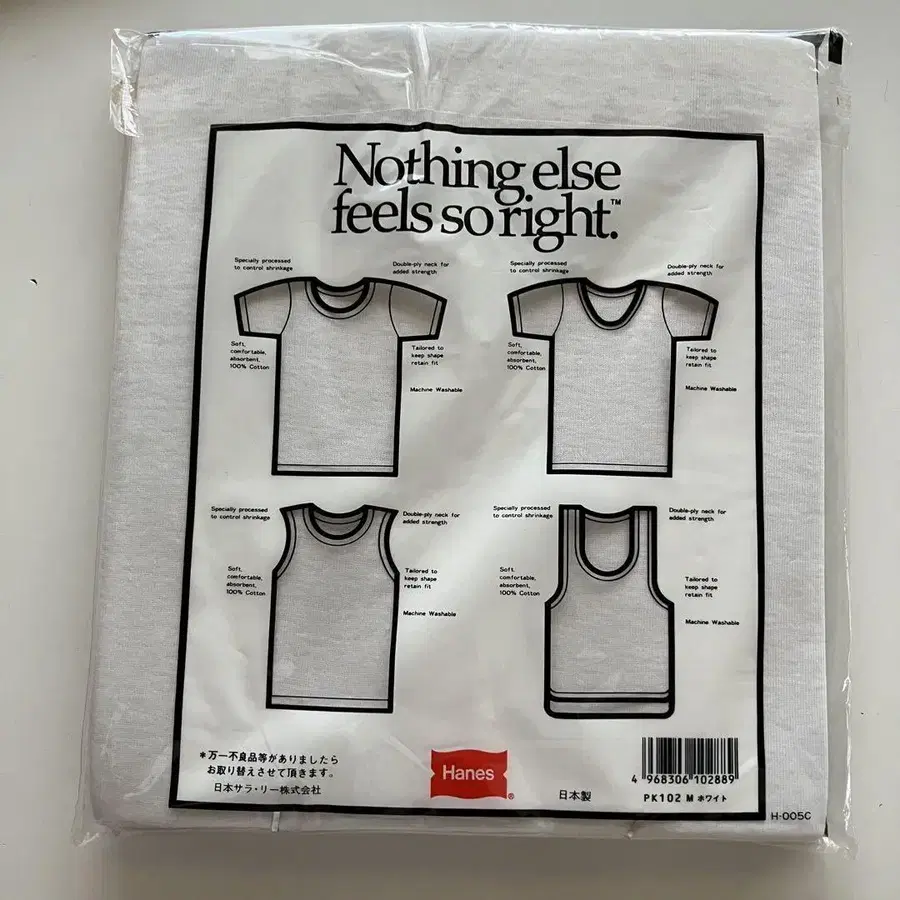 Nothing else
feels so right.™
Specially processed
to control shrinkage
Double-ply neck for
added strength
Soft,
comfortable,
absorbent,
100% Cotton
Tailored to
keep shape
retain fit
Machine Washable
Specially processed
to control shrinkage
Double-ply neck for
added strength
Soft,
comfortable,
absorbent,
100% Cotton
Tailored to
keep shape
retain fit
Machine Washable
Specially processed
to control shrinkage
Double-ply neck for
added strength
Soft,
comfortable,
absorbent,
100% Cotton
Tailored to
keep shape
retain fit
Machine Washable
Specially processed
to control shrinkage
Double-ply neck for
added strength
Soft,
comfortable,
absorbent,
100% Cotton
Tailored to
keep shape
retain fit
Machine Washable
*万一不良品等がありましたら
お取り替えさせて頂きます。
日本サラ・リー株式会社
Hanes®
日本製
4 968306 102889
PK102 M ホワイト
H-005C